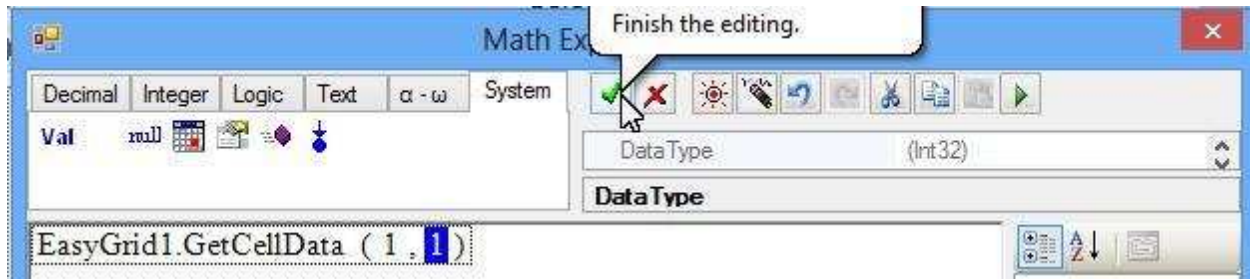 Finish the editing.
Math Ex
Decimal Integer Logic Text α - ω System
Val null
DataType (Int32)
DataType
EasyGrid1.GetCellData ( 1 , 1 )